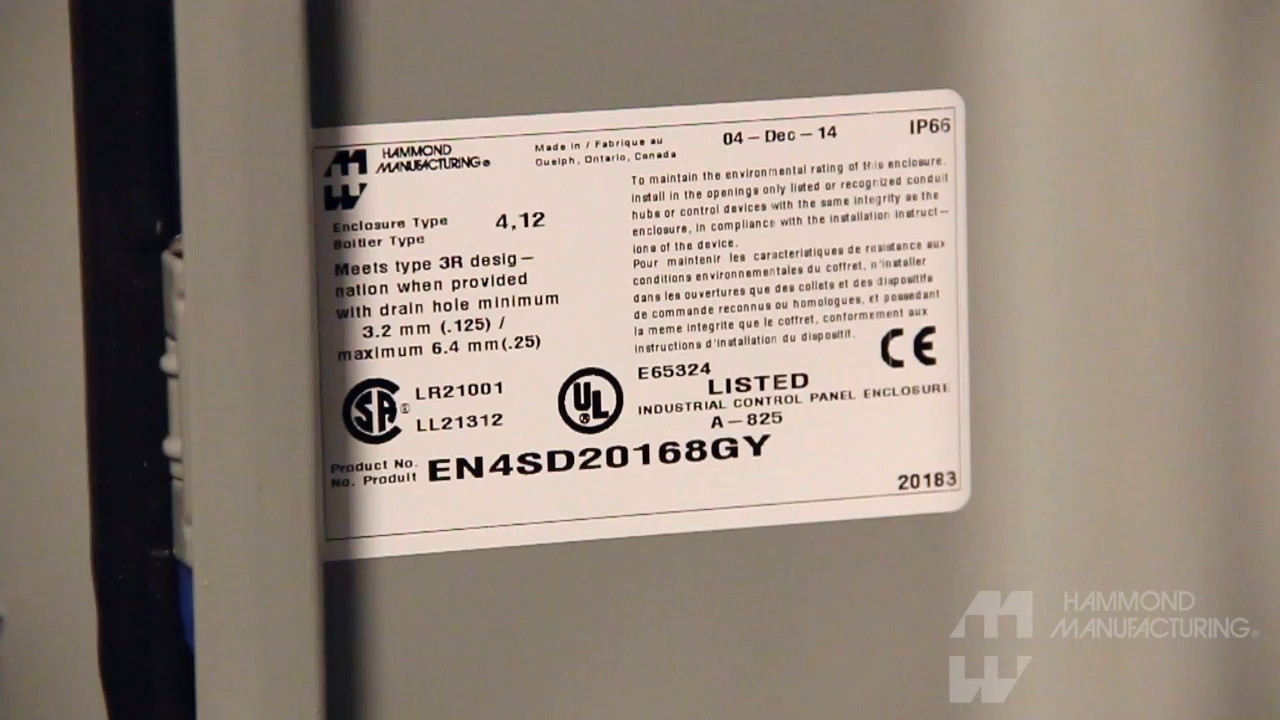 HAMMOND
MANUFACTURING®
Made in / Fabrique au
Guelph, Ontario, Canada
04-Dec-14
IP66
Enclosure Type
Boitier Type
4,12
Meets type 3R desig-
nation when provided
with drain hole minimum
3.2 mm (.125) /
maximum 6.4 mm(.25)
To maintain the environmental rating of this enclosure.
install in the openings only listed or recognized conduit
hubs or control devices with the same integrity as the
enclosure, in compliance with the installation instruct-
ions of the device.
Pour maintenir les caracteristiques de resistance aux
conditions environnementales du coffret, n'installer
dans les ouvertures que des collets et des dispositifs
de commande reconnus ou homologues, et possedant
la meme integrite que le coffret, conformement aux
instructions d'installation du dispositif.
CE
SA®
LR21001
LL21312
UL®
E65324
LISTED
INDUSTRIAL CONTROL PANEL ENCLOSURE
A-825
Product No.
No. Produit
EN4SD20168GY
20183
HAMMOND
MANUFACTURING®